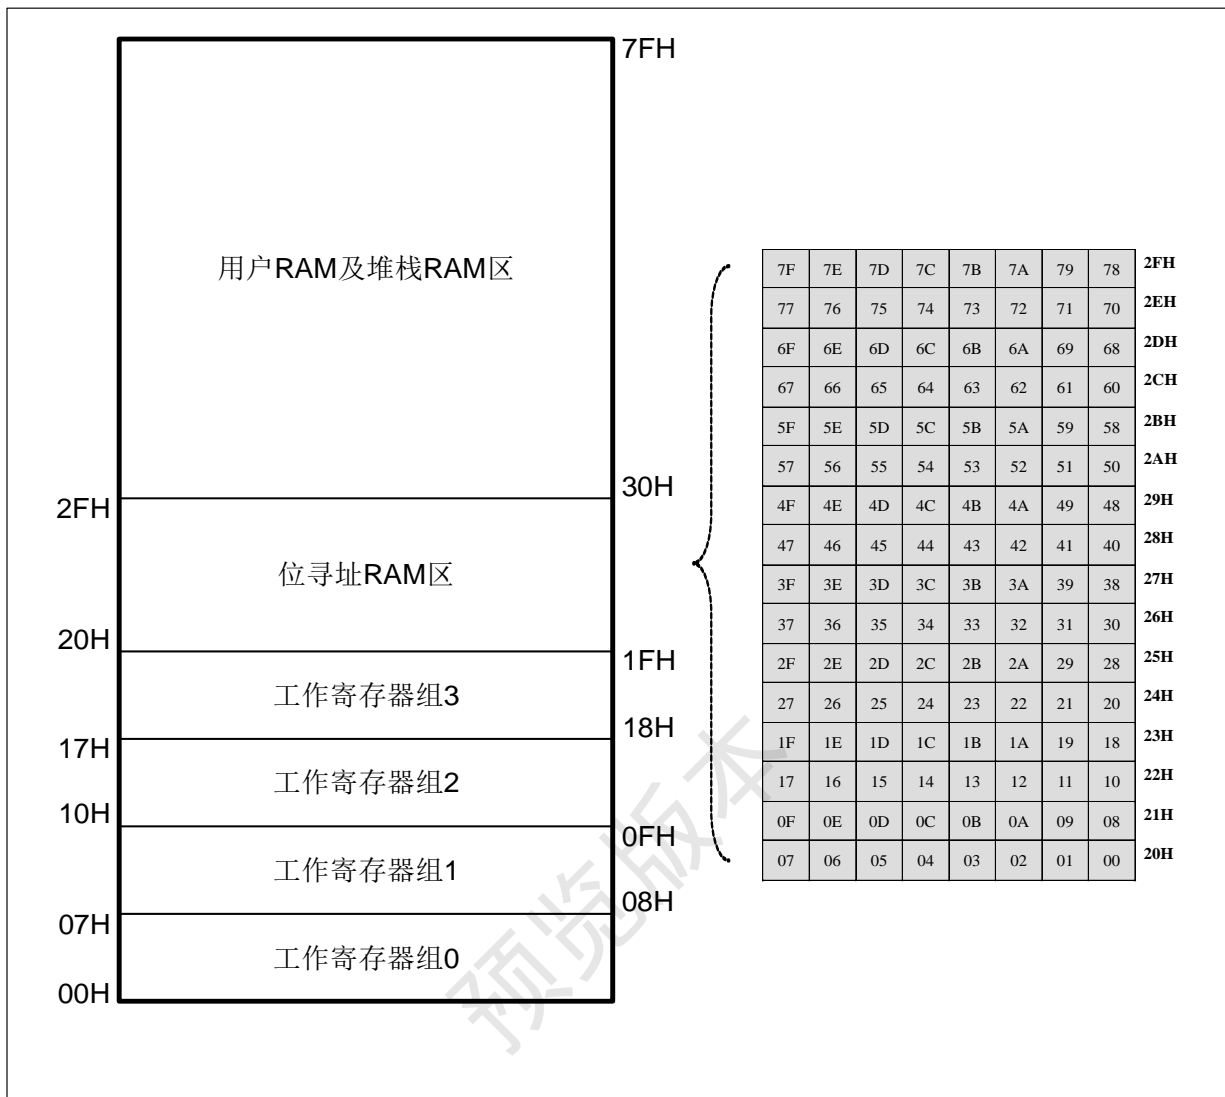 7FH
用户RAM及堆栈RAM区
30H
2FH
位寻址RAM区
20H
1FH
工作寄存器组3
18H
17H
工作寄存器组2
10H
0FH
工作寄存器组1
08H
07H
工作寄存器组0
00H
7F 7E 7D 7C 7B 7A 79 78 2FH
77 76 75 74 73 72 71 70 2EH
6F 6E 6D 6C 6B 6A 69 68 2DH
67 66 65 64 63 62 61 60 2CH
5F 5E 5D 5C 5B 5A 59 58 2BH
57 56 55 54 53 52 51 50 2AH
4F 4E 4D 4C 4B 4A 49 48 29H
47 46 45 44 43 42 41 40 28H
3F 3E 3D 3C 3B 3A 39 38 27H
37 36 35 34 33 32 31 30 26H
2F 2E 2D 2C 2B 2A 29 28 25H
27 26 25 24 23 22 21 20 24H
1F 1E 1D 1C 1B 1A 19 18 23H
17 16 15 14 13 12 11 10 22H
0F 0E 0D 0C 0B 0A 09 08 21H
07 06 05 04 03 02 01 00 20H
预览版本